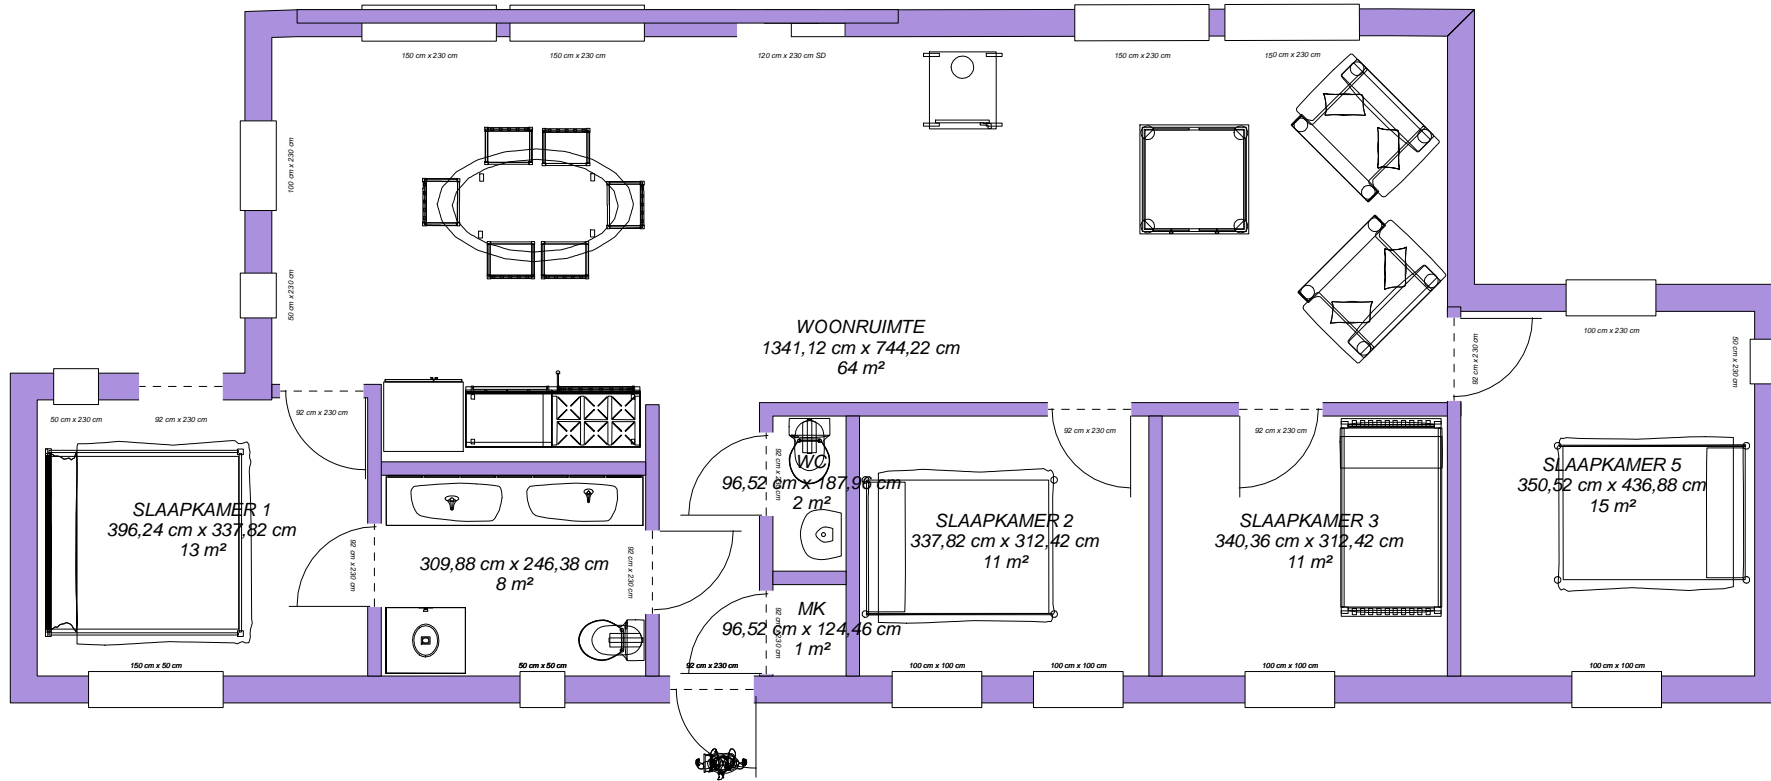 150 cm x 230 cm
150 cm x 230 cm
120 cm x 230 cm SD
150 cm x 230 cm
150 cm x 230 cm
100 cm x 230 cm
50 cm x 230 cm
WOONRUIMTE
1341,12 cm x 744,22 cm
64 m²
100 cm x 230 cm
50 cm x 230 cm
92 cm x 230 cm
50 cm x 230 cm
92 cm x 230 cm
92 cm x 230 cm
92 cm x 230 cm
92 cm x 230 cm
SLAAPKAMER 1
396,24 cm x 337,82 cm
13 m²
92 cm x 230 cm
309,88 cm x 246,38 cm
8 m²
92 cm x 230 cm
WC
96,52 cm x 187,96 cm
2 m²
92 cm x 230 cm
MK
96,52 cm x 124,46 cm
1 m²
92 cm x 230 cm
SLAAPKAMER 2
337,82 cm x 312,42 cm
11 m²
SLAAPKAMER 3
340,36 cm x 312,42 cm
11 m²
SLAAPKAMER 5
350,52 cm x 436,88 cm
15 m²
150 cm x 50 cm
50 cm x 50 cm
92 cm x 230 cm
100 cm x 100 cm
100 cm x 100 cm
100 cm x 100 cm
100 cm x 100 cm